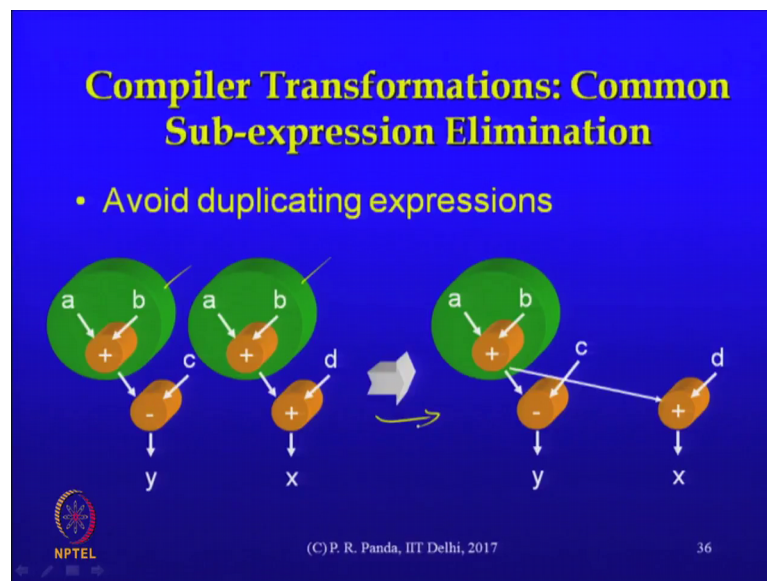 Compiler Transformations: Common
Sub-expression Elimination
• Avoid duplicating expressions
a b a b a b
+ + +
c d c d
- + - +
y x y x
NPTEL
(C) P. R. Panda, IIT Delhi, 2017 36